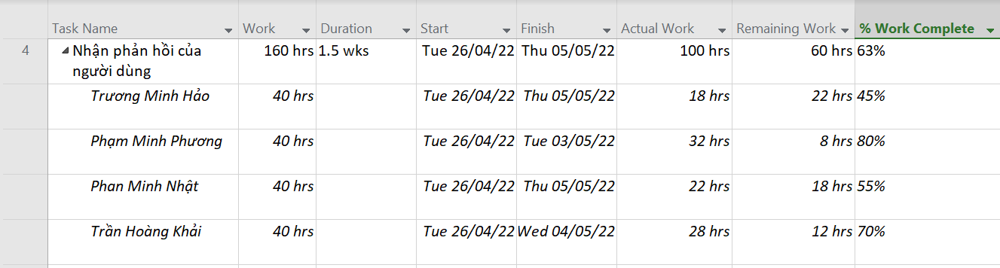 Task Name Work Duration Start Finish Actual Work Remaining Work % Work Complete
4 Nhận phản hồi của 160 hrs 1.5 wks Tue 26/04/22 Thu 05/05/22 100 hrs 60 hrs 63%
người dùng
Trương Minh Hảo 40 hrs Tue 26/04/22 Thu 05/05/22 18 hrs 22 hrs 45%
Phạm Minh Phương 40 hrs Tue 26/04/22 Tue 03/05/22 32 hrs 8 hrs 80%
Phan Minh Nhật 40 hrs Tue 26/04/22 Thu 05/05/22 22 hrs 18 hrs 55%
Trần Hoàng Khải 40 hrs Tue 26/04/22 Wed 04/05/22 28 hrs 12 hrs 70%